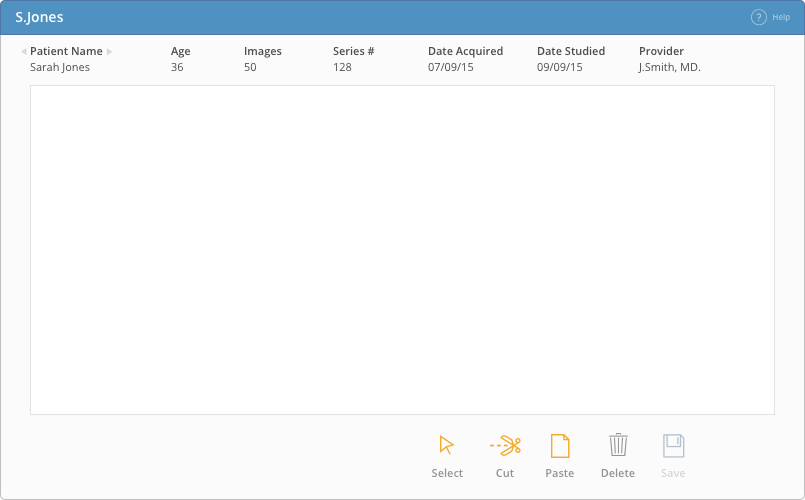 S.Jones
? Help
Patient Name Age Images Series # Date Acquired Date Studied Provider
Sarah Jones 36 50 128 07/09/15 09/09/15 J.Smith, MD.
Select Cut Paste Delete Save